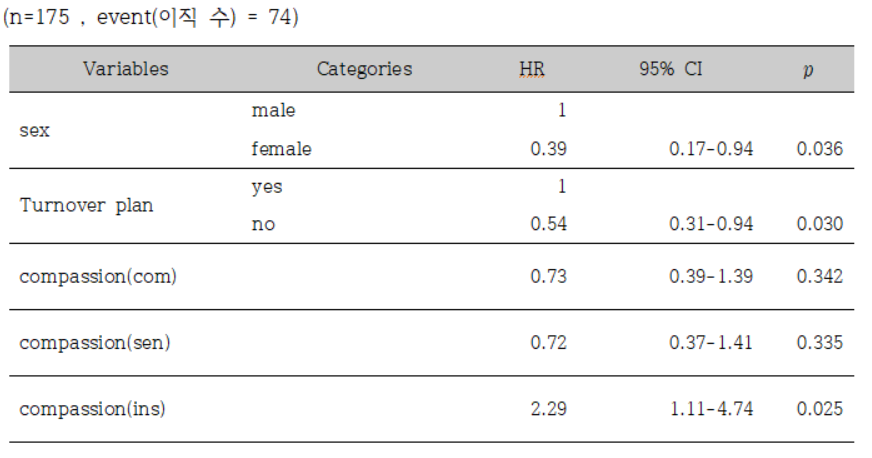 (n=175 , event(이직 수) = 74)
Variables Categories HR 95% CI p
sex
male 1
female 0.39 0.17-0.94 0.036
Turnover plan
yes 1
no 0.54 0.31-0.94 0.030
compassion(com) 0.73 0.39-1.39 0.342
compassion(sen) 0.72 0.37-1.41 0.335
compassion(ins) 2.29 1.11-4.74 0.025